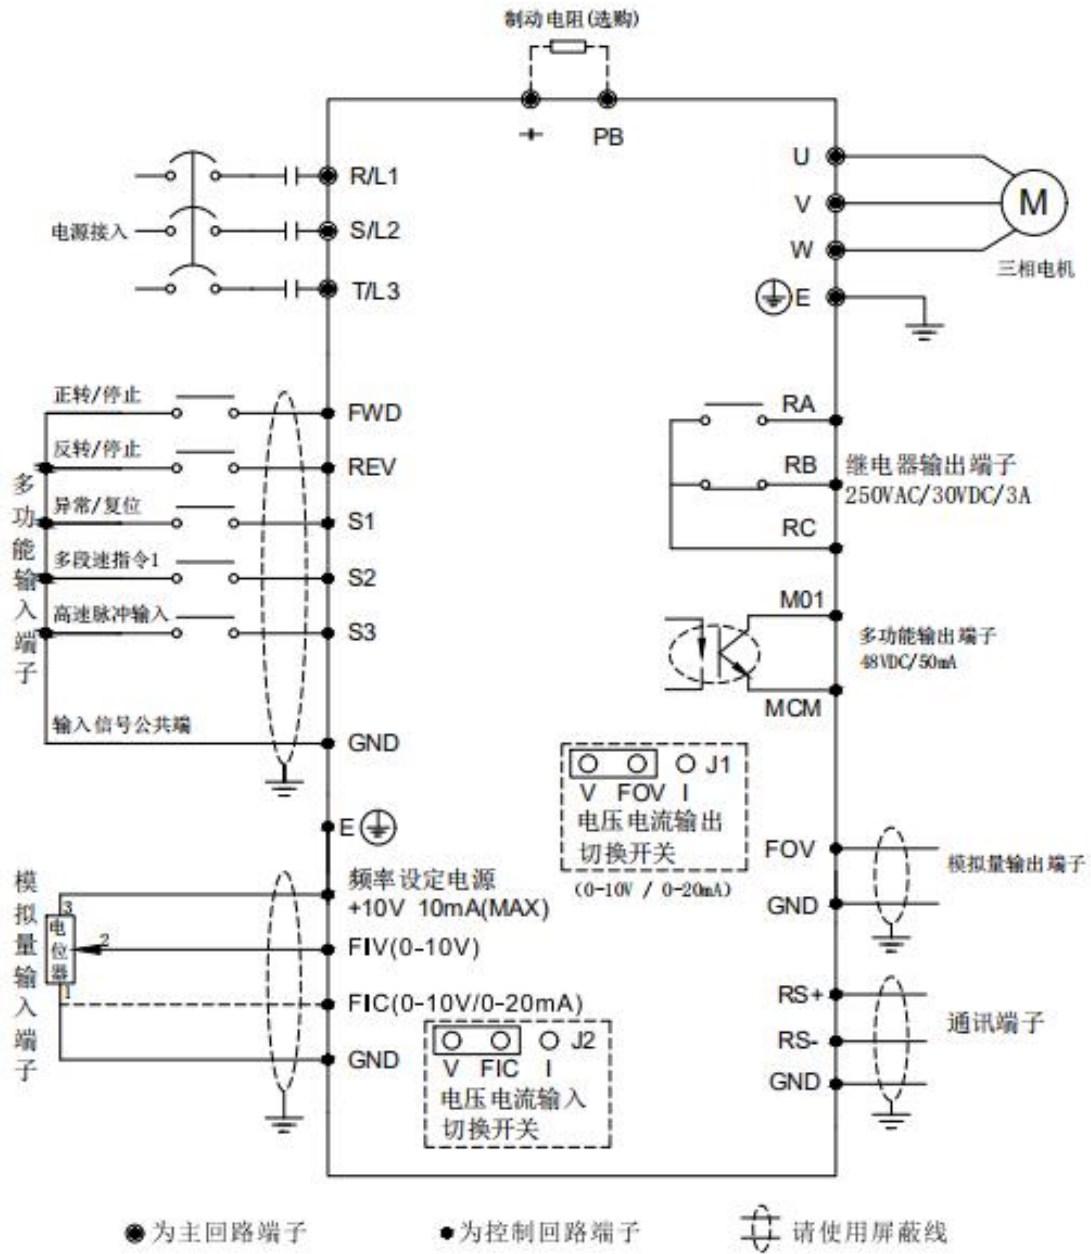 制动电阻(选购)
+ PB
R/L1
电源接入
S/L2
T/L3
U
V
W
M
三相电机
E
正转/停止
FWD
反转/停止
REV
异常/复位
S1
多段速指令1
S2
高速脉冲输入
S3
输入信号公共端
GND
多功能输入端子
RA
RB
RC
继电器输出端子
250VAC/30VDC/3A
M01
MCM
多功能输出端子
48VDC/50mA
J1
V FOV I
电压电流输出
切换开关
(0-10V / 0-20mA)
E
频率设定电源
+10V 10mA(MAX)
FIV(0-10V)
FIC(0-10V/0-20mA)
GND
模拟量输入端子
3
电位器
2
1
J2
V FIC I
电压电流输入
切换开关
FOV
GND
模拟量输出端子
RS+
RS-
GND
通讯端子
为主回路端子
为控制回路端子
请使用屏蔽线